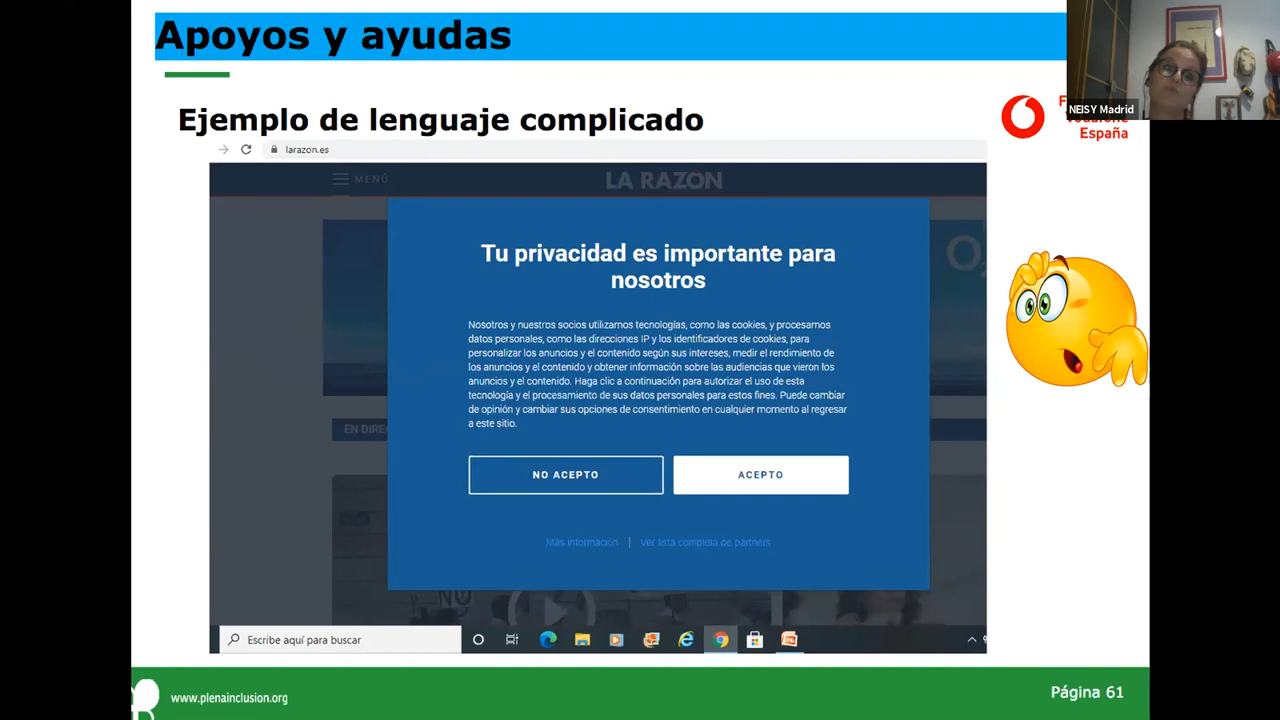 Apoyos y ayudas
NEISY Madrid
España
Ejemplo de lenguaje complicado
larazon.es
MENÚ
LA RAZÓN
Tu privacidad es importante para
nosotros
Nosotros y nuestros socios utilizamos tecnologías, como las cookies, y procesamos
datos personales, como las direcciones IP y los identificadores de cookies, para
personalizar los anuncios y el contenido según sus intereses, medir el rendimiento de
los anuncios y el contenido y obtener información sobre las audiencias que vieron los
anuncios y el contenido. Haga clic a continuación para autorizar el uso de esta
tecnología y el procesamiento de sus datos personales para estos fines. Puede cambiar
de opinión y cambiar sus opciones de consentimiento en cualquier momento al regresar
a este sitio.
EN DIRE
NO ACEPTO
ACEPTO
Más información | Ver lista completa de partners
NO
Escribe aquí para buscar
www.plenainclusion.org
Página 61